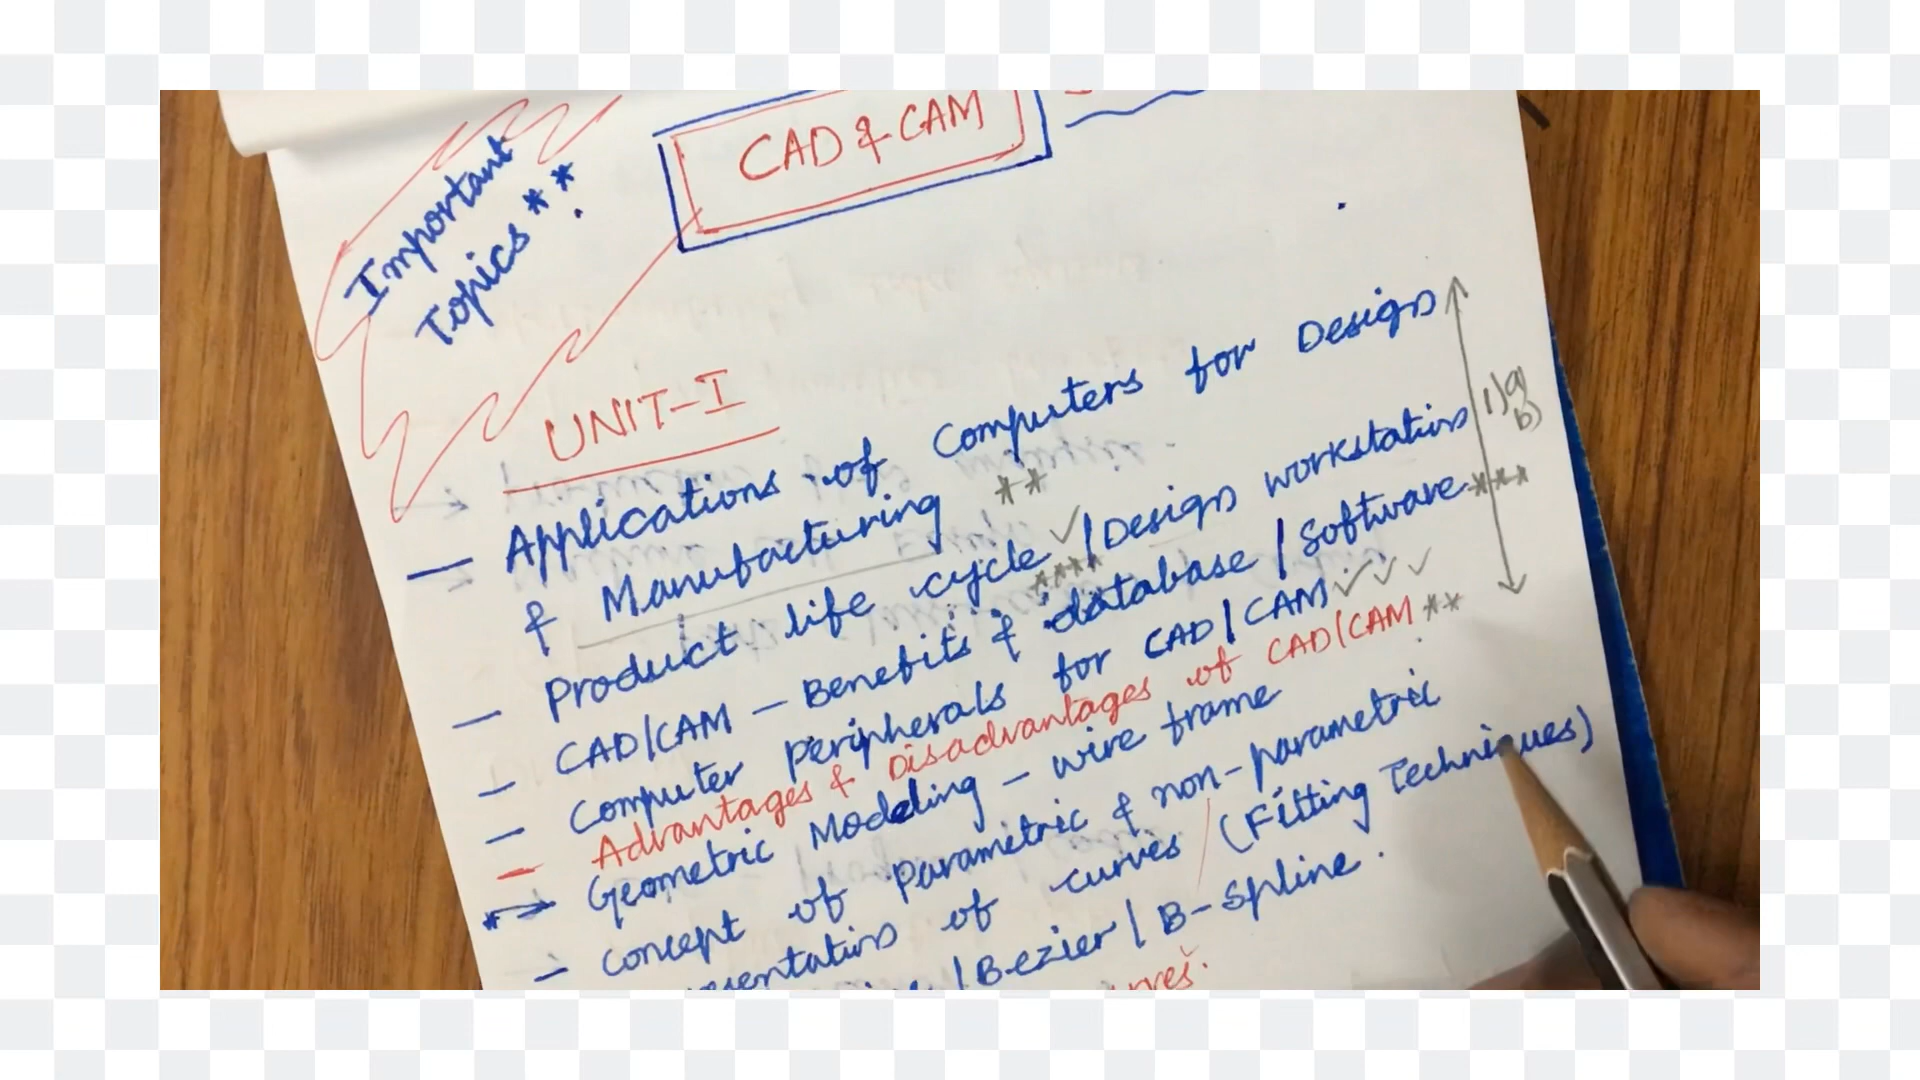 CAD & CAM
Important
Topics **
UNIT-I
— Applications of Computers for Design
& Manufacturing **
— Product life cycle ✓ / Design workstation
— CAD/CAM — Benefits & database / Software ***
— Computer peripherals for CAD/CAM ✓✓✓
— Advantages & Disadvantages of CAD/CAM **
* Geometric Modeling — wire frame
— concept of parametric & non-parametric
of curves (Fitting Techniques)
/ Bezier / B-Spline.
1) a)
b)